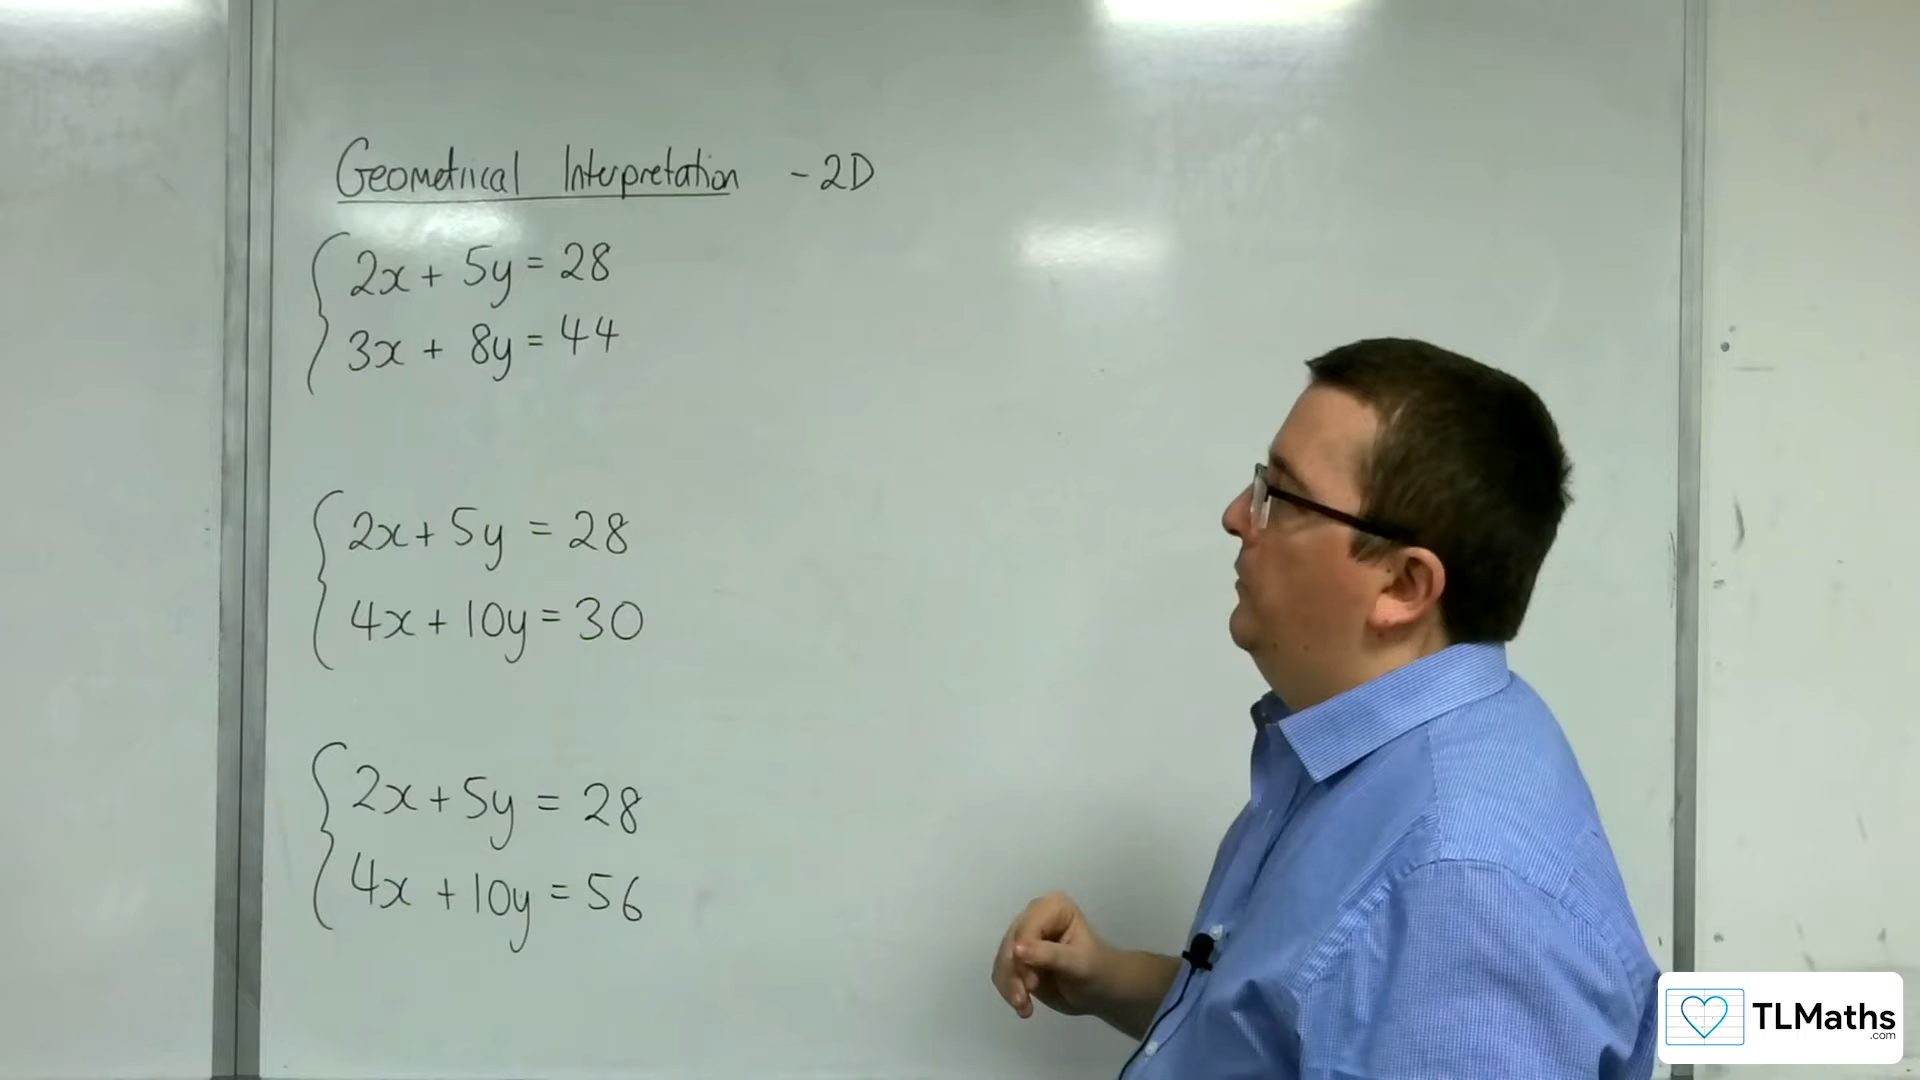 Geometrical Interpretation - 2D
2x + 5y = 28
3x + 8y = 44
2x + 5y = 28
4x + 10y = 30
2x + 5y = 28
4x + 10y = 56
TLMaths
.com